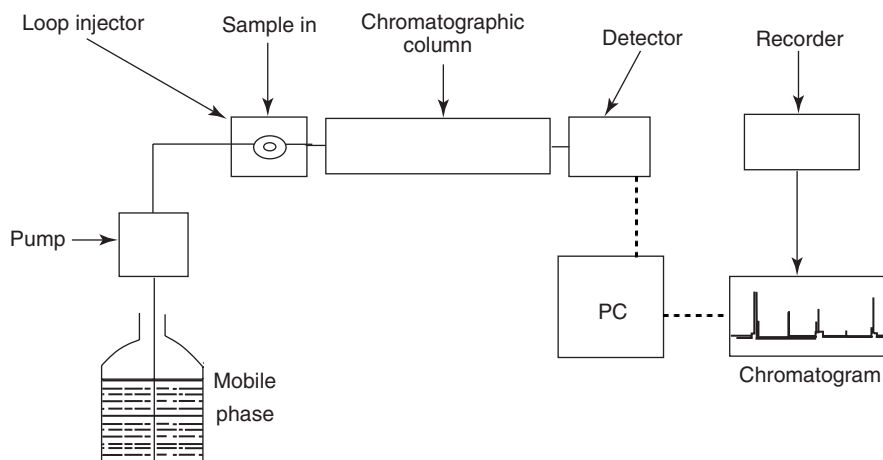 Loop injector
Sample in
Chromatographic
column
Detector
Recorder
Pump
PC
Mobile
phase
Chromatogram